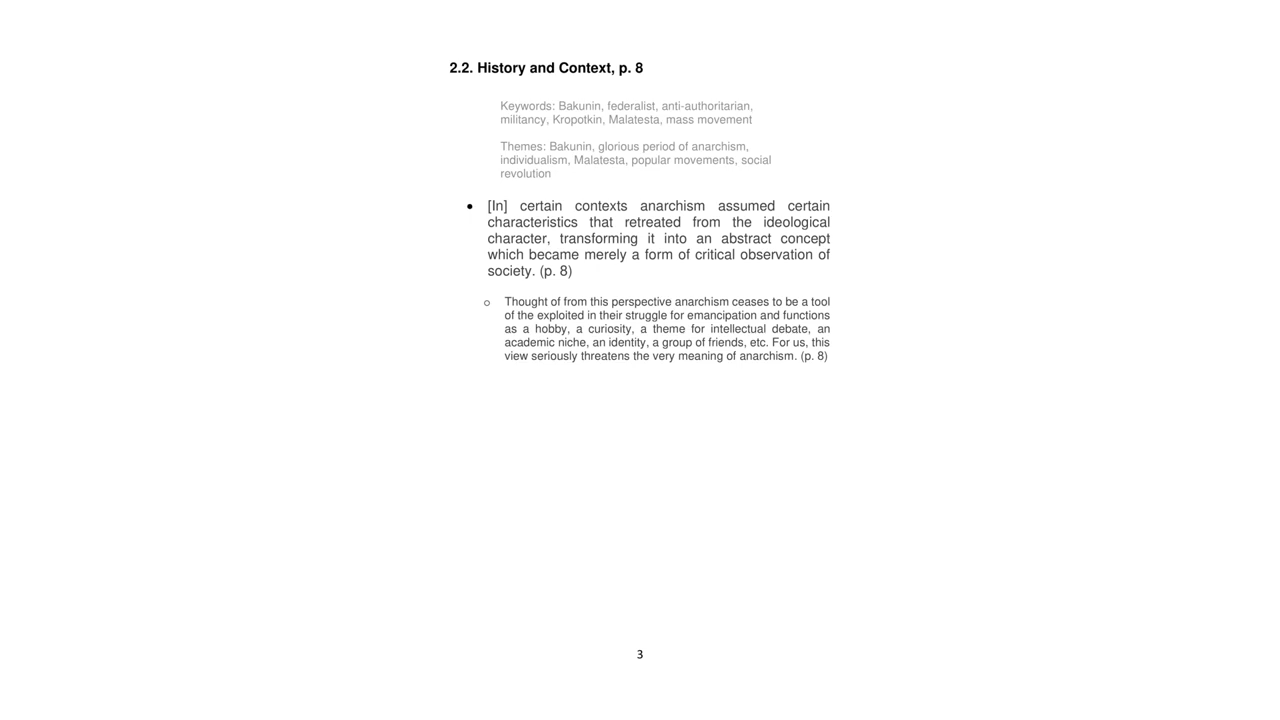 2.2. History and Context, p. 8
Keywords: Bakunin, federalist, anti-authoritarian,
militancy, Kropotkin, Malatesta, mass movement
Themes: Bakunin, glorious period of anarchism,
individualism, Malatesta, popular movements, social
revolution
• [In] certain contexts anarchism assumed certain
characteristics that retreated from the ideological
character, transforming it into an abstract concept
which became merely a form of critical observation of
society. (p. 8)
o Thought of from this perspective anarchism ceases to be a tool
of the exploited in their struggle for emancipation and functions
as a hobby, a curiosity, a theme for intellectual debate, an
academic niche, an identity, a group of friends, etc. For us, this
view seriously threatens the very meaning of anarchism. (p. 8)
3